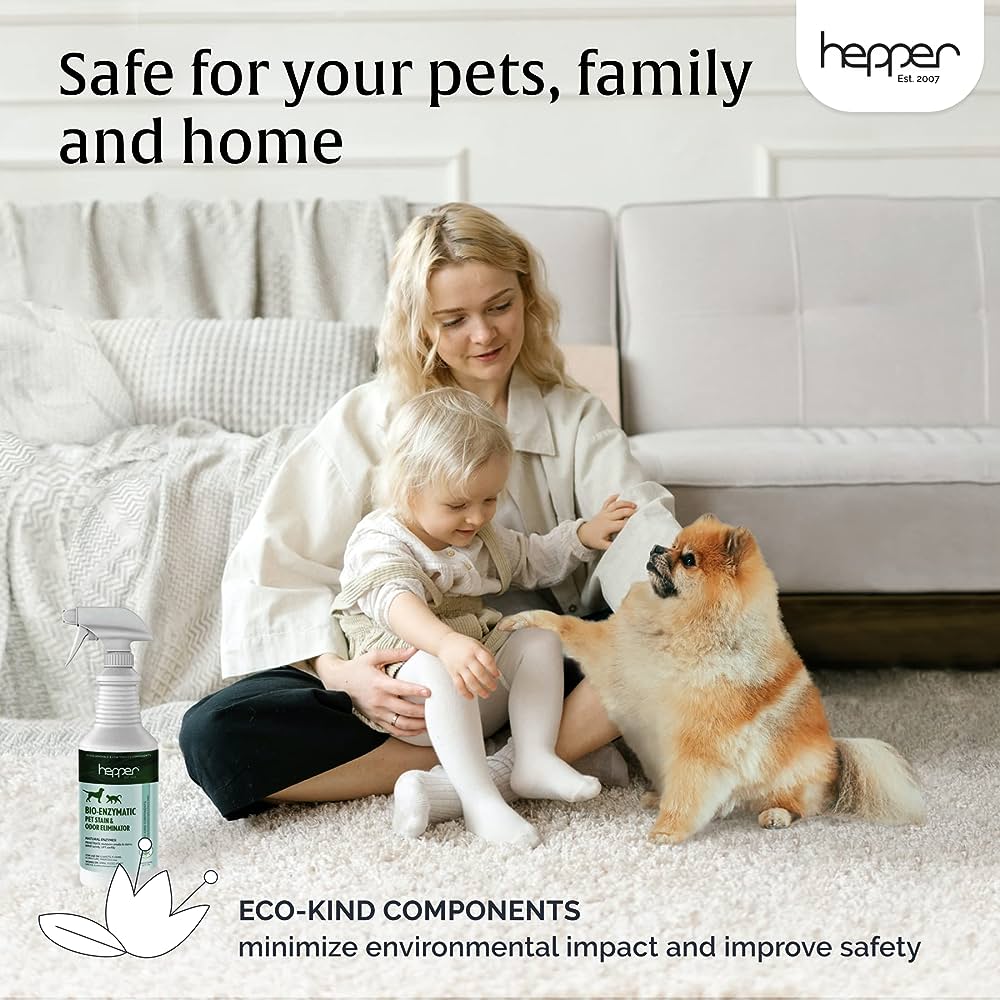 Safe for your pets, family
and home
hepper
Est. 2007
hepper
BIO-ENZYMATIC
PET STAIN &
ODOR ELIMINATOR
NATURAL ENZYMES
ECO-KIND COMPONENTS
minimize environmental impact and improve safety